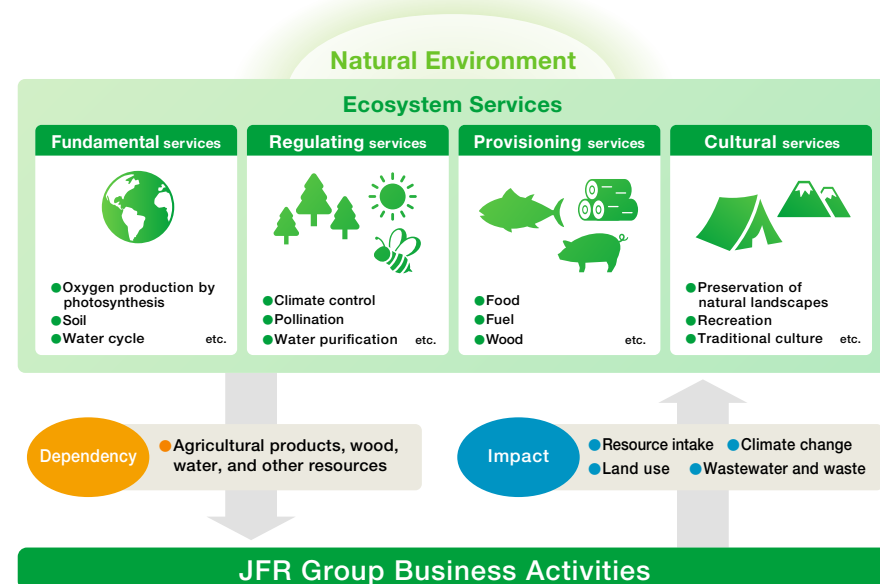 Natural Environment
Ecosystem Services
Fundamental services
●Oxygen production by
photosynthesis
●Soil
●Water cycle etc.
Regulating services
●Climate control
●Pollination
●Water purification etc.
Provisioning services
●Food
●Fuel
●Wood etc.
Cultural services
●Preservation of
natural landscapes
●Recreation
●Traditional culture etc.
Dependency
●Agricultural products, wood,
water, and other resources
Impact
●Resource intake ●Climate change
●Land use ●Wastewater and waste
JFR Group Business Activities